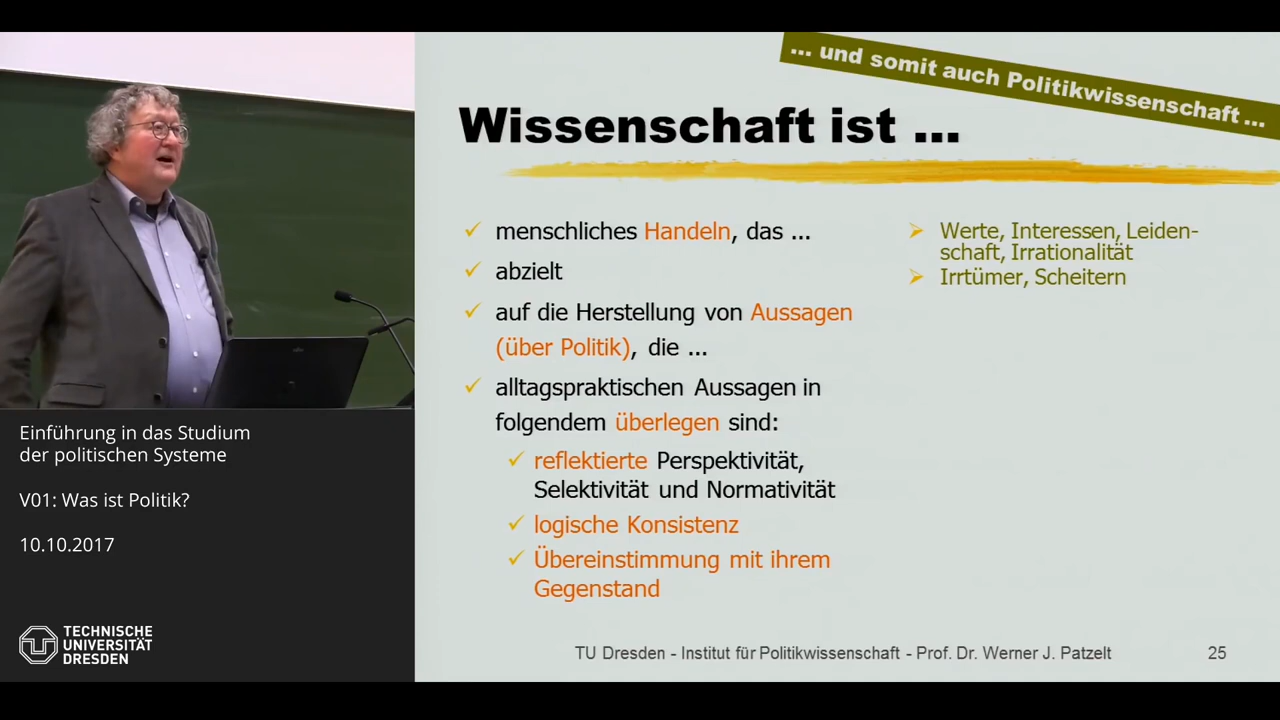 ... und somit auch Politikwissenschaft ...
Wissenschaft ist ...
menschliches Handeln, das ...
abzielt
auf die Herstellung von Aussagen
(über Politik), die ...
alltagspraktischen Aussagen in
folgendem überlegen sind:
reflektierte Perspektivität,
Selektivität und Normativität
logische Konsistenz
Übereinstimmung mit ihrem
Gegenstand
Werte, Interessen, Leiden-
schaft, Irrationalität
Irrtümer, Scheitern
TU Dresden - Institut für Politikwissenschaft - Prof. Dr. Werner J. Patzelt
25
Einführung in das Studium
der politischen Systeme
V01: Was ist Politik?
10.10.2017
TECHNISCHE
UNIVERSITÄT
DRESDEN